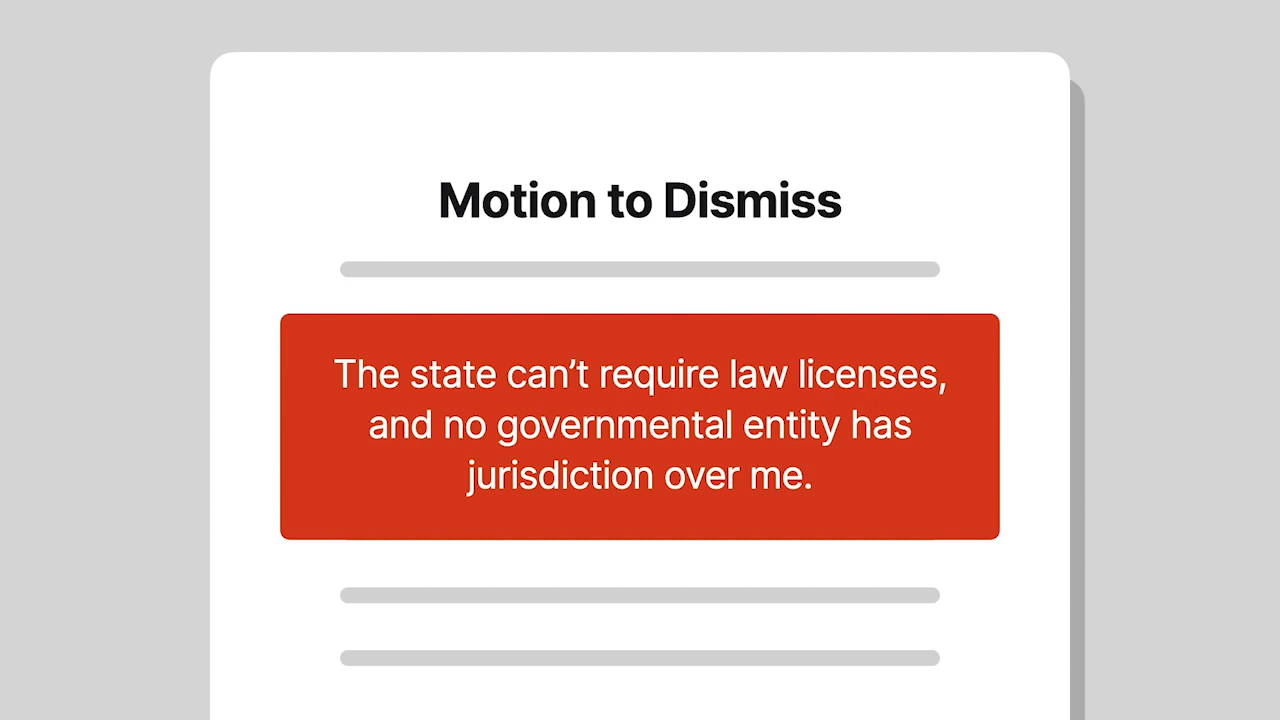 Motion to Dismiss
The state can’t require law licenses,
and no governmental entity has
jurisdiction over me.